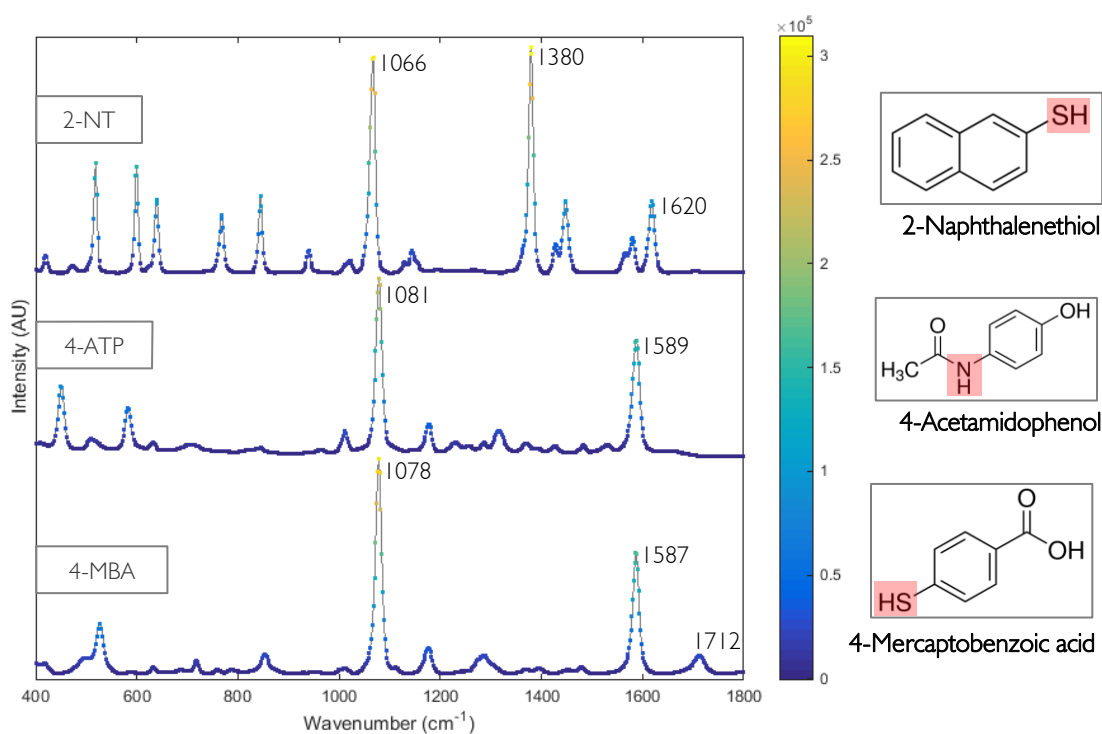 ×10⁵
3
2.5
2
1.5
1
0.5
0
2-NT
1066
1380
1620
4-ATP
1081
1589
4-MBA
1078
1587
1712
Intensity (AU)
400
600
800
1000
1200
1400
1600
1800
Wavenumber (cm⁻¹)
SH
2-Naphthalenethiol
O
OH
H₃C
N
H
4-Acetamidophenol
O
OH
HS
4-Mercaptobenzoic acid